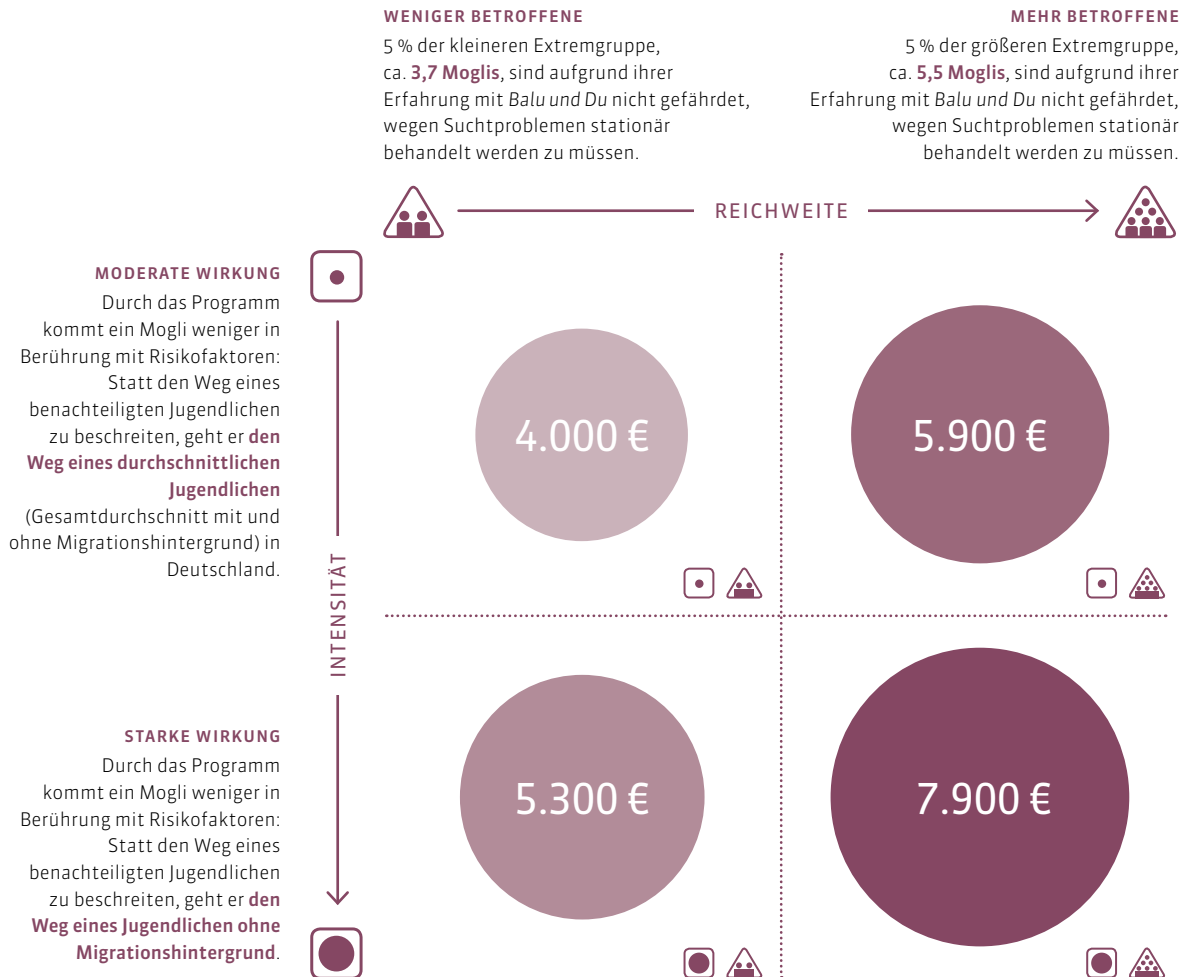 WENIGER BETROFFENE
5 % der kleineren Extremgruppe,
ca. 3,7 Moglis, sind aufgrund ihrer
Erfahrung mit Balu und Du nicht gefährdet,
wegen Suchtproblemen stationär
behandelt werden zu müssen.
MEHR BETROFFENE
5 % der größeren Extremgruppe,
ca. 5,5 Moglis, sind aufgrund ihrer
Erfahrung mit Balu und Du nicht gefährdet,
wegen Suchtproblemen stationär
behandelt werden zu müssen.
REICHWEITE
MODERATE WIRKUNG
Durch das Programm
kommt ein Mogli weniger in
Berührung mit Risikofaktoren:
Statt den Weg eines
benachteiligten Jugendlichen
zu beschreiten, geht er den
Weg eines durchschnittlichen
Jugendlichen
(Gesamtdurchschnitt mit und
ohne Migrationshintergrund) in
Deutschland.
INTENSITÄT
4.000 €
5.900 €
STARKE WIRKUNG
Durch das Programm
kommt ein Mogli weniger in
Berührung mit Risikofaktoren:
Statt den Weg eines
benachteiligten Jugendlichen
zu beschreiten, geht er den
Weg eines Jugendlichen ohne
Migrationshintergrund.
5.300 €
7.900 €